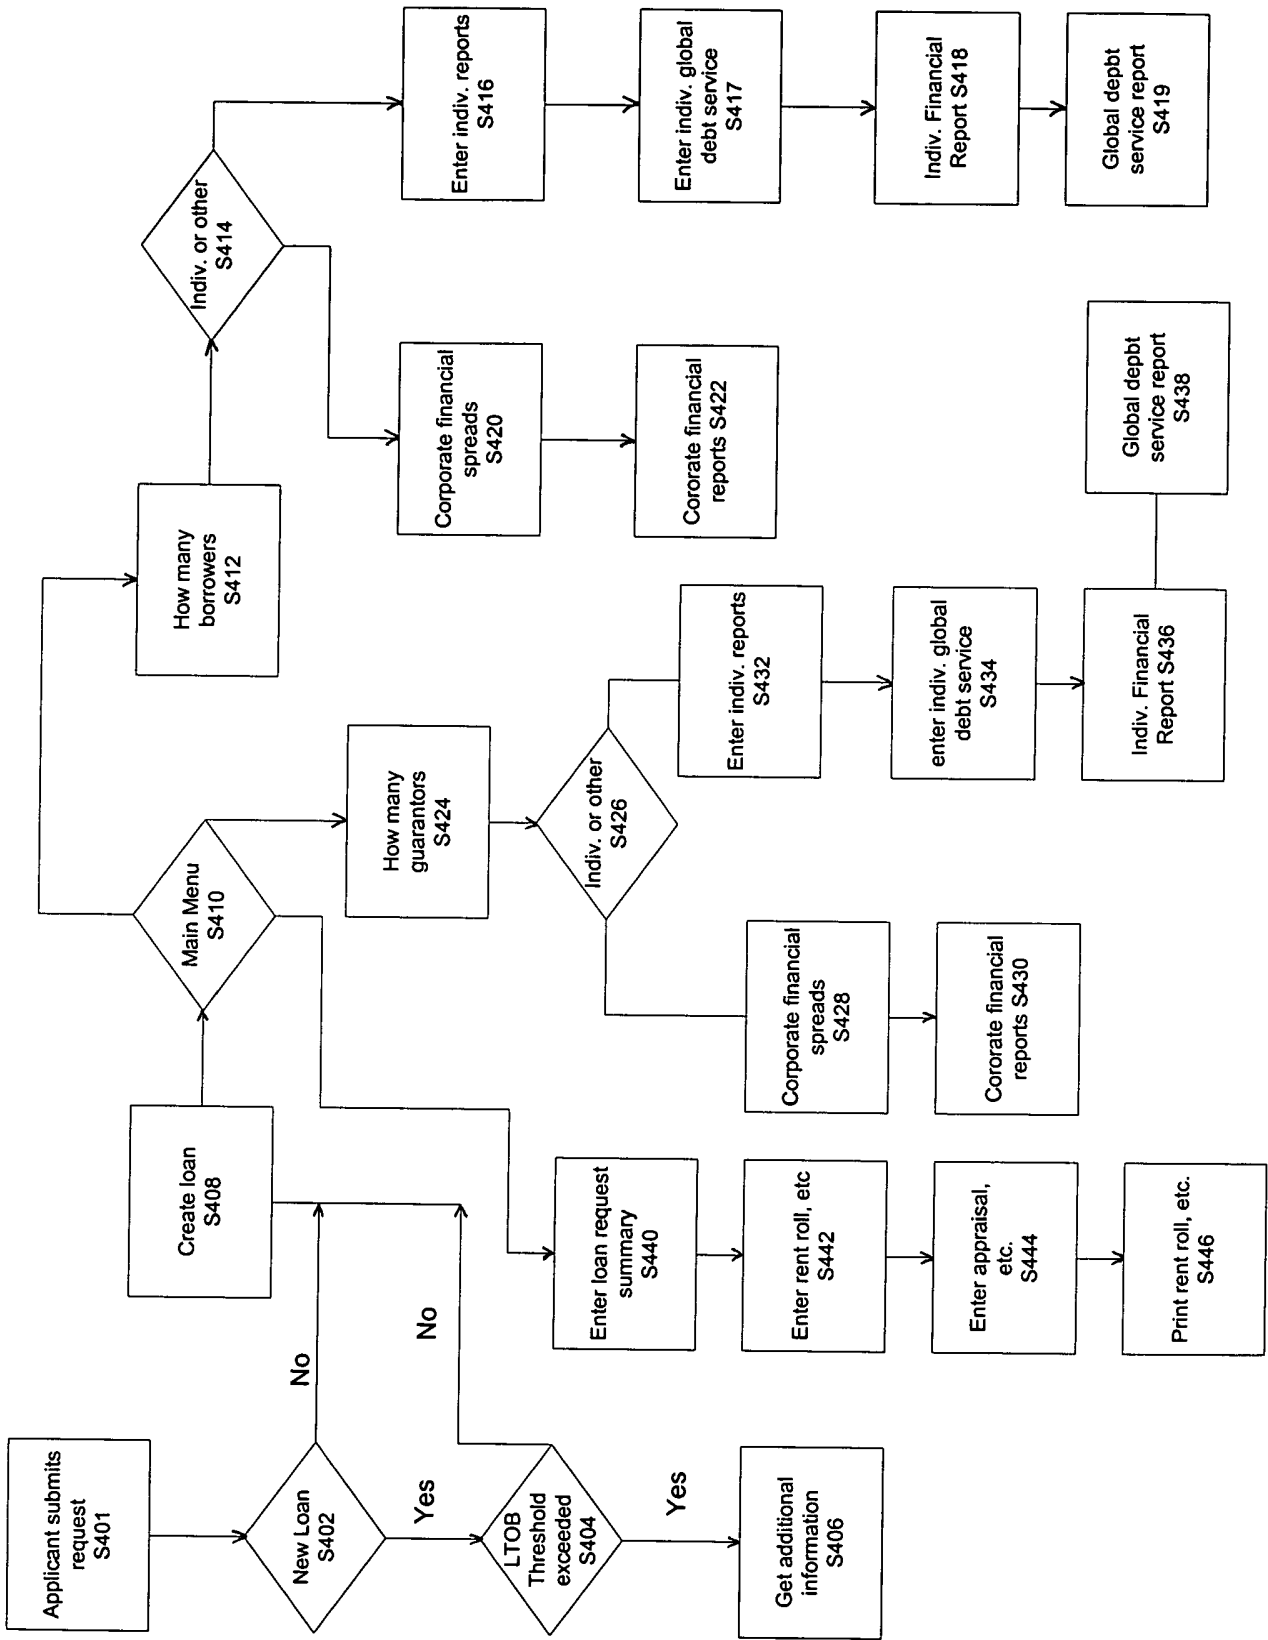 Applicant submits
request
S401
New Loan
S402
No
Yes
LTOB
Threshold
exceeded
S404
No
Yes
Get additional
information
S406
Create loan
S408
Main Menu
S410
How many
borrowers
S412
Indiv. or other
S414
Enter indiv. reports
S416
Enter indiv. global
debt service
S417
Indiv. Financial
Report S418
Global depbt
service report
S419
Corporate financial
spreads
S420
Cororate financial
reports S422
How many
guarantors
S424
Indiv. or other
S426
Corporate financial
spreads
S428
Cororate financial
reports S430
Enter indiv. reports
S432
enter indiv. global
debt service
S434
Indiv. Financial
Report S436
Global depbt
service report
S438
Enter loan request
summary
S440
Enter rent roll, etc
S442
Enter appraisal,
etc.
S444
Print rent roll, etc.
S446